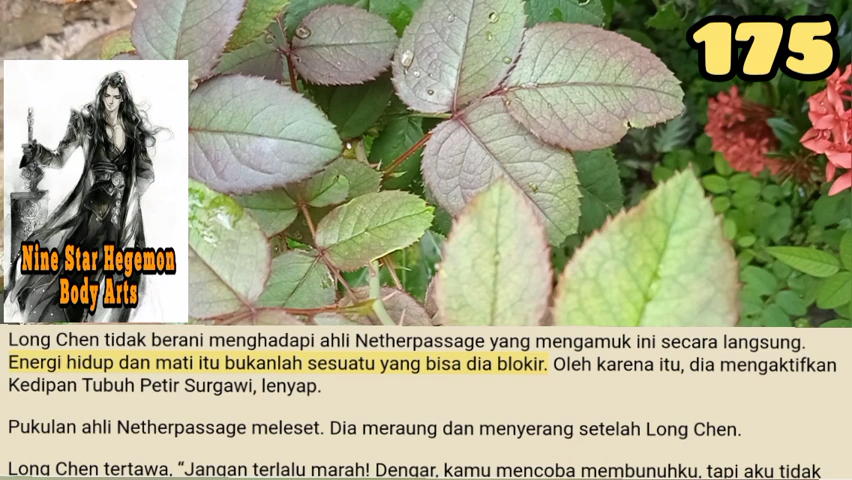 175
Nine Star Hegemon
Body Arts
Long Chen tidak berani menghadapi ahli Netherpassage yang mengamuk ini secara langsung.
Energi hidup dan mati itu bukanlah sesuatu yang bisa dia blokir. Oleh karena itu, dia mengaktifkan
Kedipan Tubuh Petir Surgawi, lenyap.
Pukulan ahli Netherpassage meleset. Dia meraung dan menyerang setelah Long Chen.
Long Chen tertawa, “Jangan terlalu marah! Dengar, kamu mencoba membunuhku, tapi aku tidak